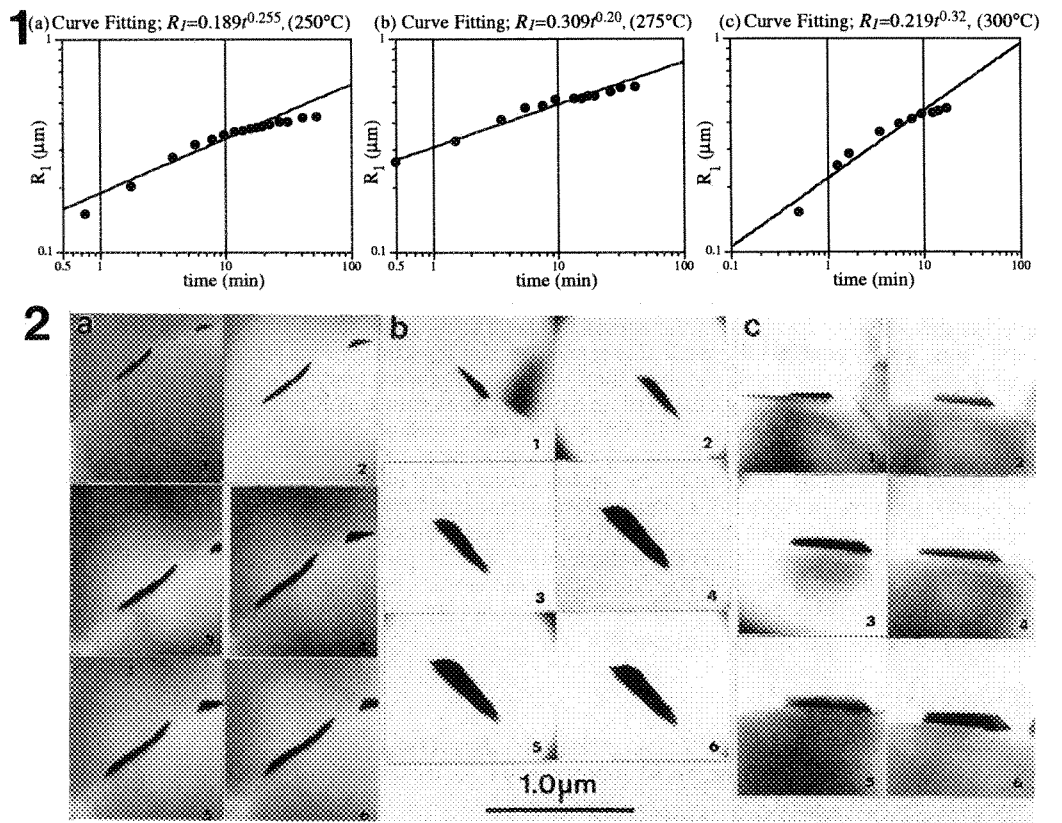 1
(a) Curve Fitting; R₁=0.189t^0.255, (250°C)
1
R₁ (μm)
0.1
0.5 1 10 100
time (min)
(b) Curve Fitting; R₁=0.309t^0.20, (275°C)
1
R₁ (μm)
0.1
0.5 1 10 100
time (min)
(c) Curve Fitting; R₁=0.219t^0.32, (300°C)
1
R₁ (μm)
0.1
0.1 1 10 100
time (min)
2
a
2
5
6
b
1
2
3
4
5
6
1.0μm
c
1
2
3
4
5
6